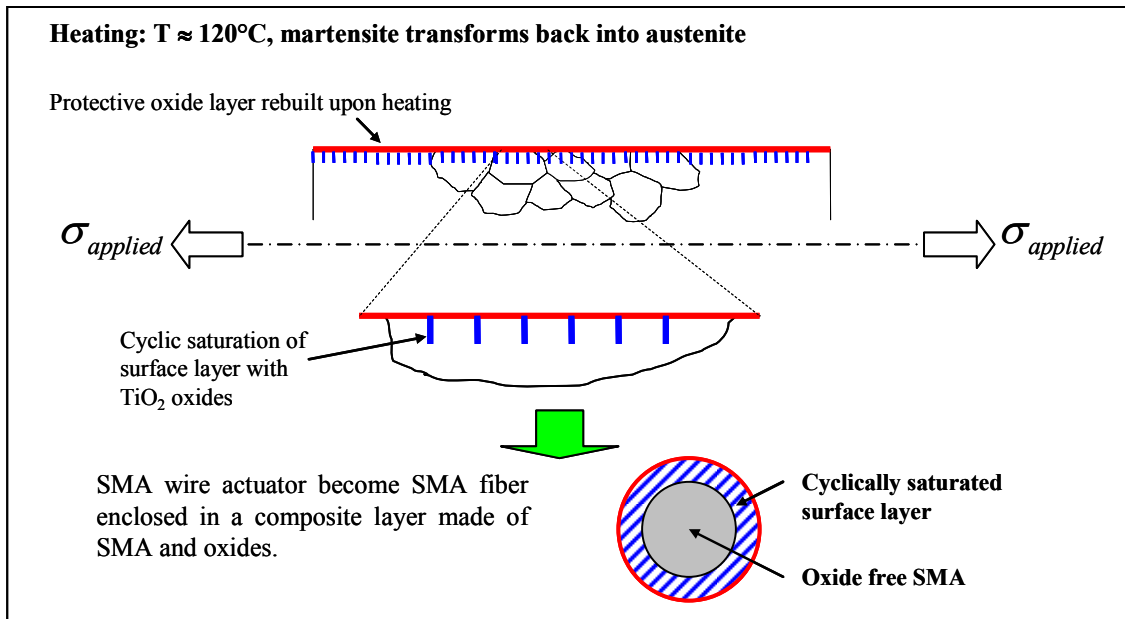 Heating: T ≈ 120°C, martensite transforms back into austenite
Protective oxide layer rebuilt upon heating
σapplied
σapplied
Cyclic saturation of
surface layer with
TiO₂ oxides
SMA wire actuator become SMA fiber
enclosed in a composite layer made of
SMA and oxides.
Cyclically saturated
surface layer
Oxide free SMA